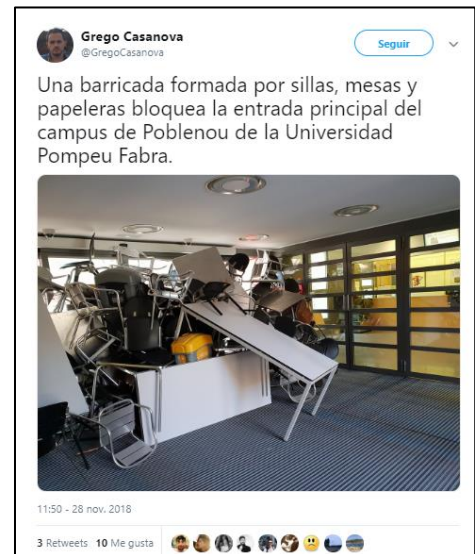 Grego Casanova
@GregoCasanova
Seguir
Una barricada formada por sillas, mesas y
papeleras bloquea la entrada principal del
campus de Poblenou de la Universidad
Pompeu Fabra.
11:50 - 28 nov. 2018
3 Retweets 10 Me gusta